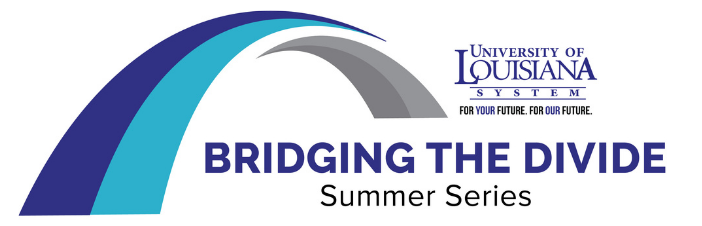 UNIVERSITY OF
LOUISIANA
SYSTEM
FOR YOUR FUTURE. FOR OUR FUTURE.
BRIDGING THE DIVIDE
Summer Series